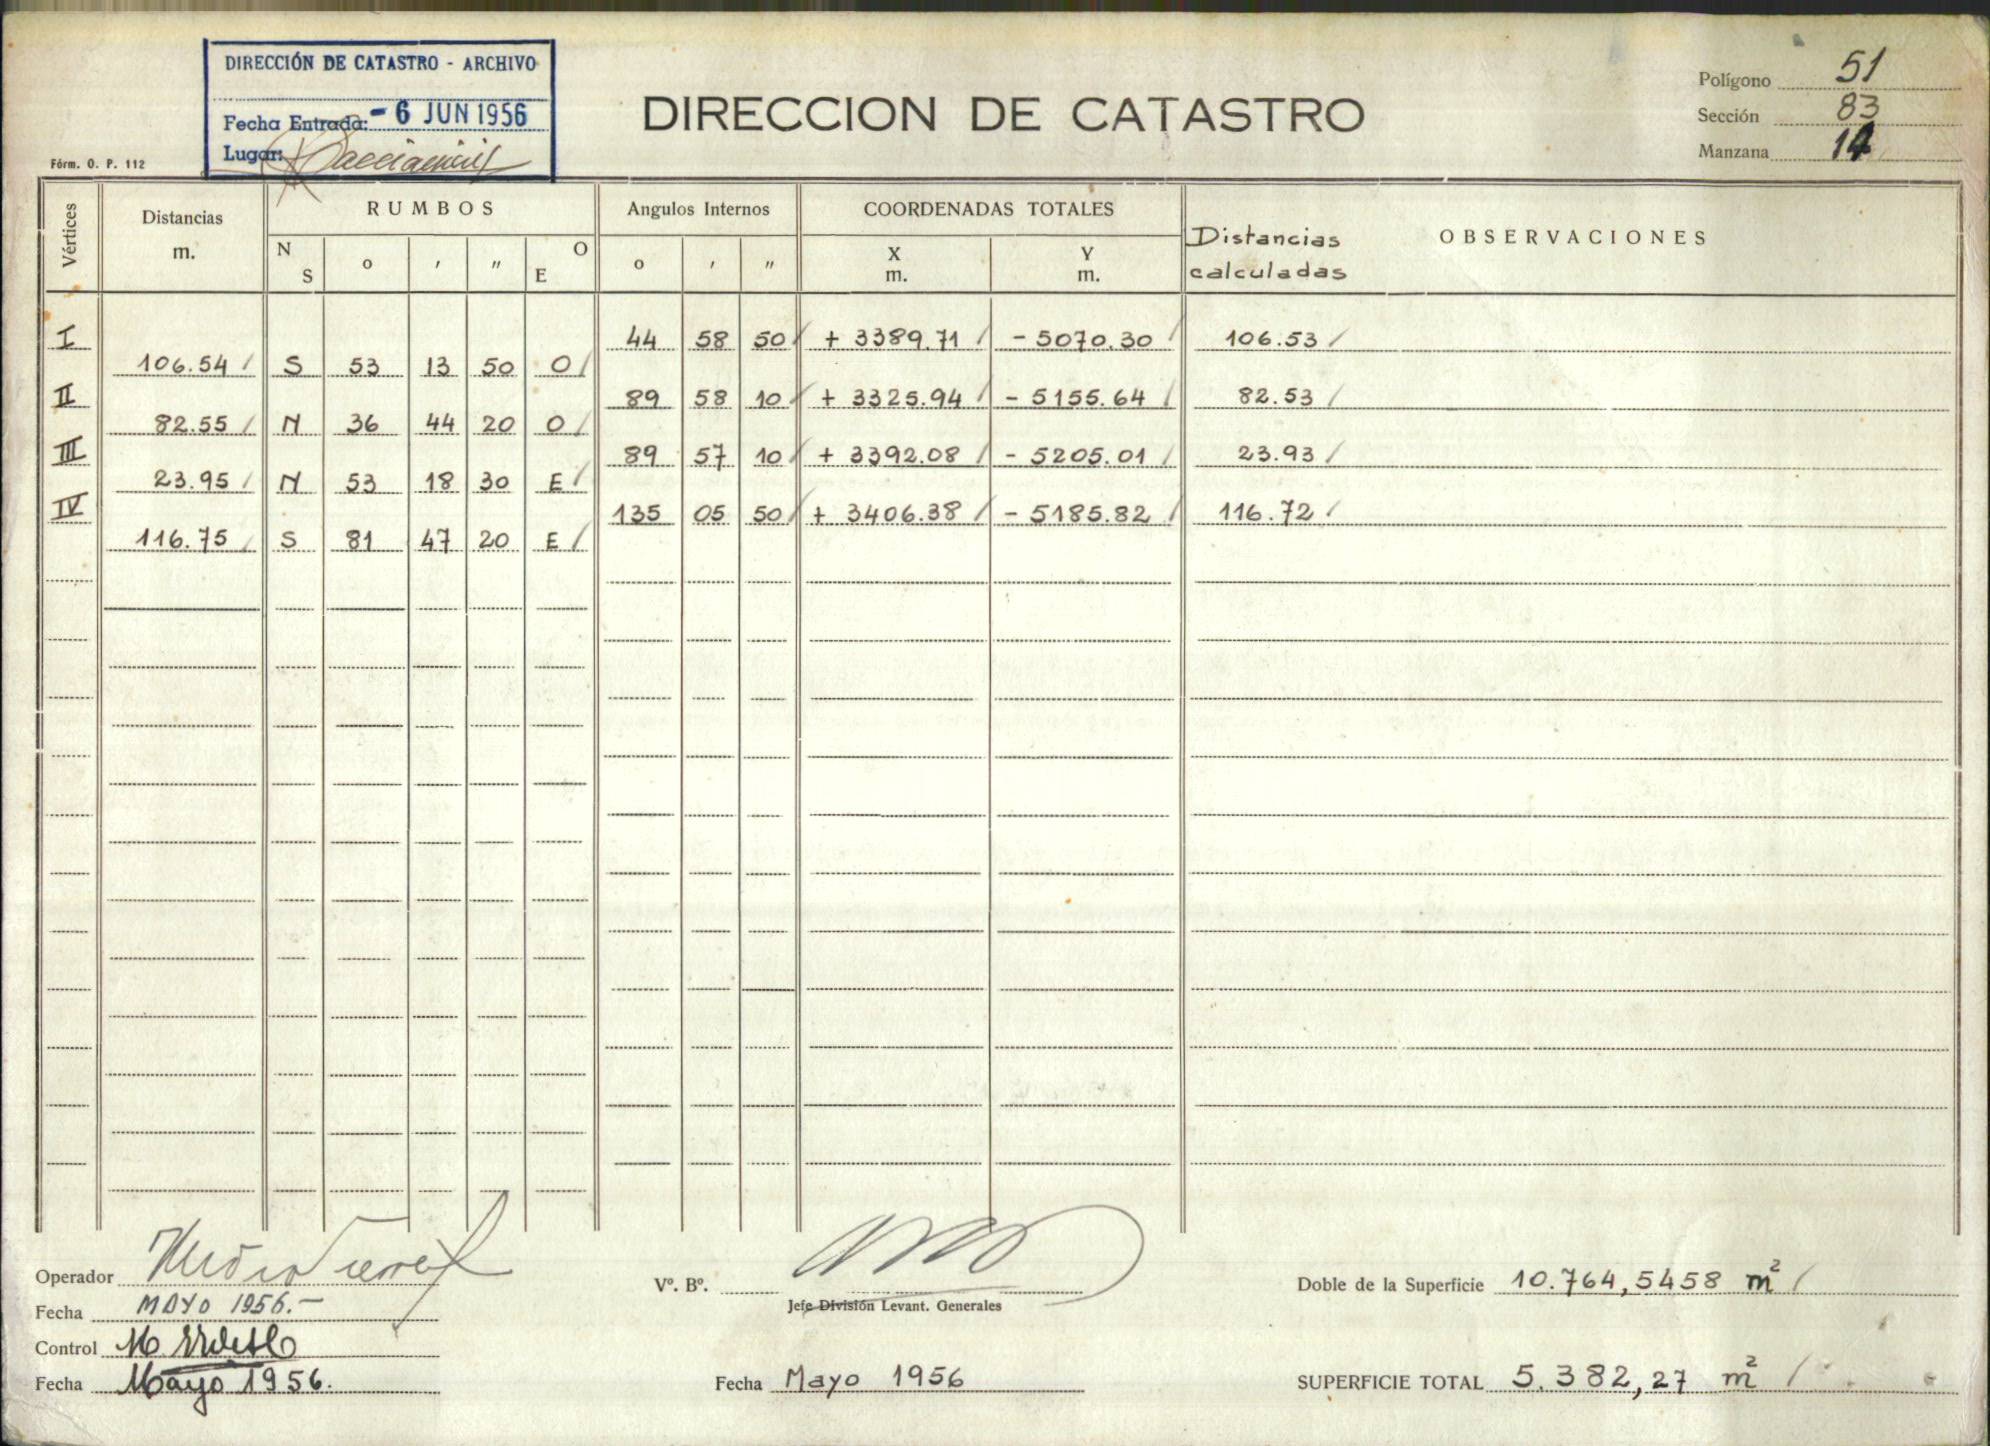 DIRECCIÓN DE CATASTRO - ARCHIVO
Fecha Entrada: - 6 JUN 1956
Lugar:
Fórm. O. P. 112
DIRECCION DE CATASTRO
Polígono 51
Sección 83
Manzana 14
Vértices Distancias m. RUMBOS Angulos Internos COORDENADAS TOTALES Distancias calculadas OBSERVACIONES
N S o ′ ″ O E o ′ ″ X m. Y m.
I 44 58 50 + 3389.71 - 5070.30 106.53
106.54 S 53 13 50 O
II 89 58 10 + 3325.94 - 5155.64 82.53
82.55 N 36 44 20 O
III 89 57 10 + 3392.08 - 5205.01 23.93
23.95 N 53 18 30 E
IV 135 05 50 + 3406.38 - 5185.82 116.72
116.75 S 81 47 20 E
Operador
Fecha MAYO 1956.-
Control
Fecha Mayo 1956.
Vº. Bº.
Jefe División Levant. Generales
Fecha Mayo 1956
Doble de la Superficie 10.764,5458 m²
SUPERFICIE TOTAL 5.382,27 m²